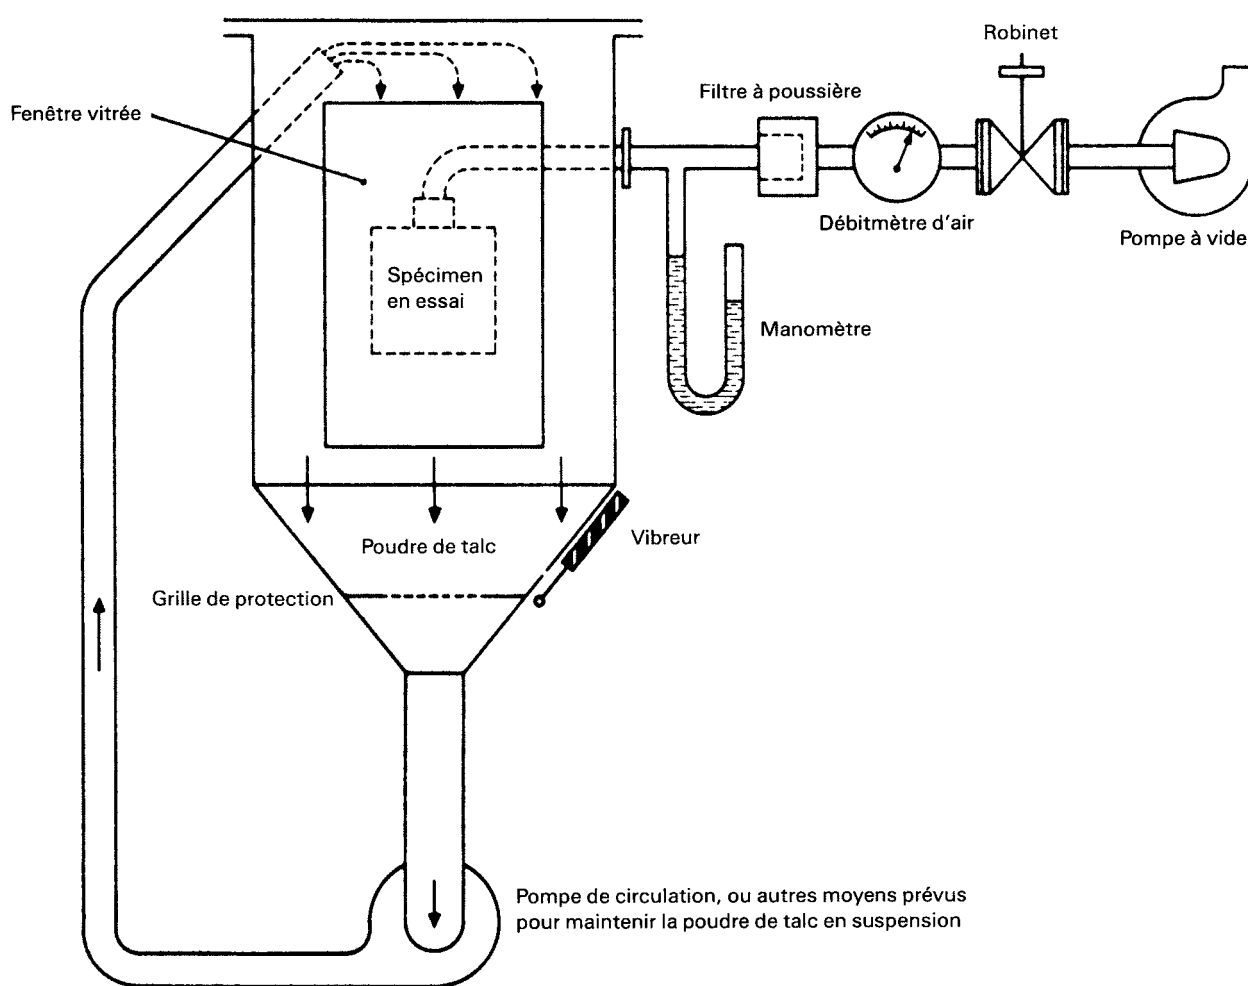 Robinet
Filtre à poussière
Fenêtre vitrée
Débitmètre d'air
Pompe à vide
Spécimen
en essai
Manomètre
Vibreur
Poudre de talc
Grille de protection
Pompe de circulation, ou autres moyens prévus
pour maintenir la poudre de talc en suspension